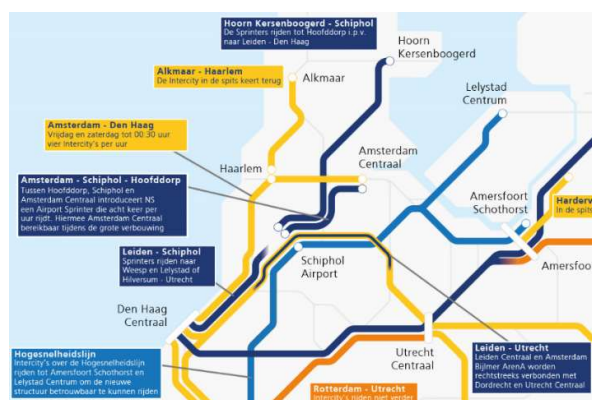 Hoorn Kersenboogerd - Schiphol
De Sprinters rijden tot Hoofddorp i.p.v.
naar Leiden - Den Haag
Hoorn
Kersenboogerd
Alkmaar - Haarlem
De Intercity in de spits keert terug
Alkmaar
Lelystad
Centrum
Amsterdam - Den Haag
Vrijdag en zaterdag tot 00:30 uur
vier Intercity's per uur
Haarlem
Amsterdam
Centraal
Amsterdam - Schiphol - Hoofddorp
Tussen Hoofddorp, Schiphol en
Amsterdam Centraal introduceert NS
een Airport Sprinter die acht keer per
uur rijdt. Hiermee Amsterdam Centraal
bereikbaar tijdens de grote verbouwing
Amersfoort
Schothorst
Harderw
In de spits
Leiden - Schiphol
Sprinters rijden naar
Weesp en Lelystad of
Hilversum - Utrecht
Schiphol
Airport
Amersfoo
Den Haag
Centraal
Hogesnelheidslijn
Intercity's over de Hogesnelheidslijn
rijden tot Amersfoort Schothorst en
Lelystad Centrum om de nieuwe
structuur betrouwbaar te kunnen rijden
Utrecht
Centraal
Leiden - Utrecht
Leiden Centraal en Amsterdam
Bijlmer ArenA worden
rechtstreeks verbonden met
Dordrecht en Utrecht Centraal
Rotterdam - Utrecht
Intercity's rijden niet verder